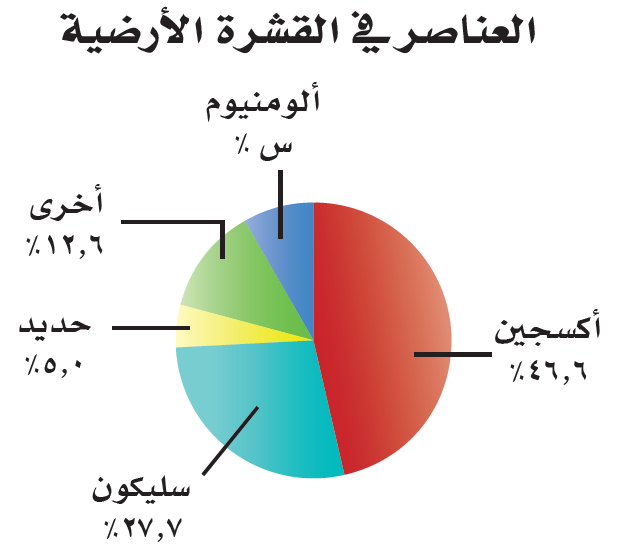 العناصر في القشرة الأرضية
ألومنيوم
س ٪
أخرى
١٢,٦٪
حديد
٥,٠٪
أكسجين
٤٦,٦٪
سليكون
٢٧,٧٪